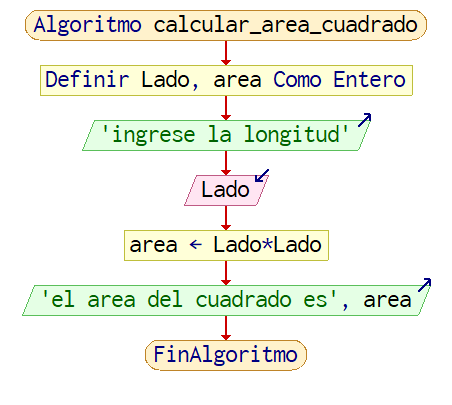 Algoritmo calcular_area_cuadrado
Definir Lado, area Como Entero
'ingrese la longitud'
Lado
area ← Lado*Lado
'el area del cuadrado es', area
FinAlgoritmo